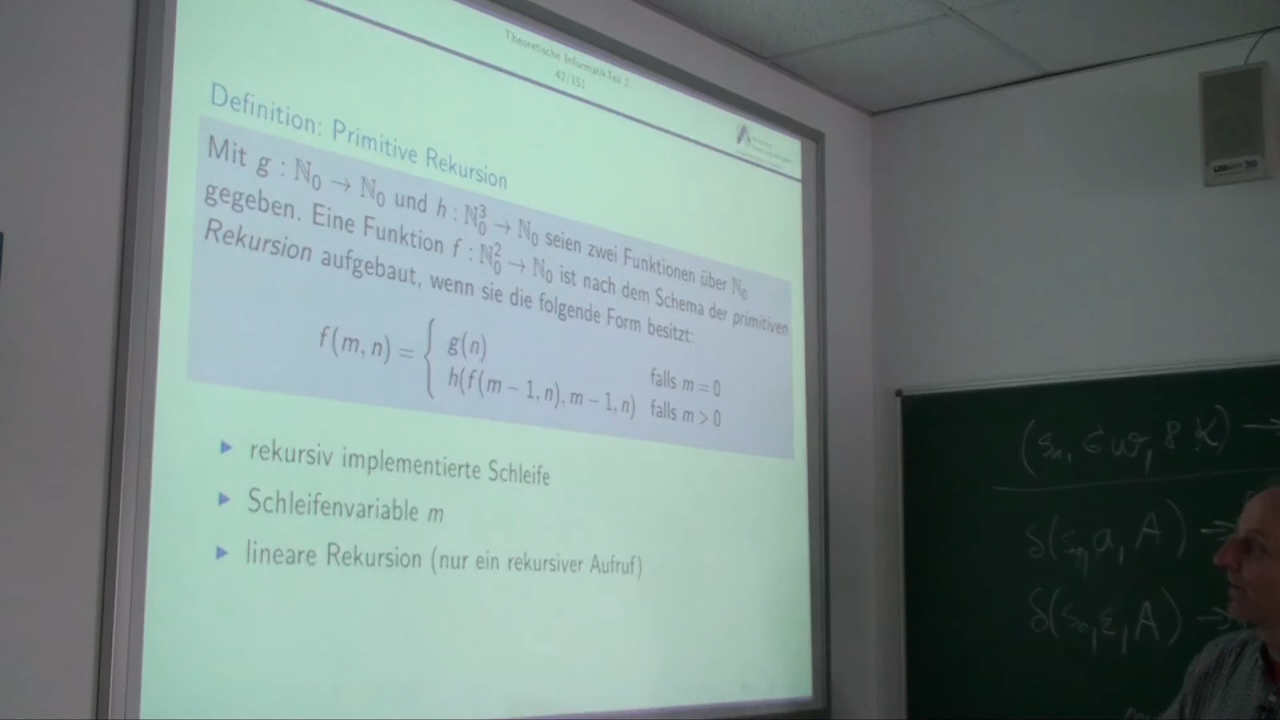 Theoretische Informatik Teil 2
42/151
Definition: Primitive Rekursion
Mit g : ℕ₀ → ℕ₀ und h : ℕ₀³ → ℕ₀ seien zwei Funktionen über ℕ₀
gegeben. Eine Funktion f : ℕ₀² → ℕ₀ ist nach dem Schema der primitiven
Rekursion aufgebaut, wenn sie die folgende Form besitzt:
f(m, n) = { g(n) falls m = 0
h(f(m − 1, n), m − 1, n) falls m > 0
rekursiv implementierte Schleife
Schleifenvariable m
lineare Rekursion (nur ein rekursiver Aufruf)
δ(s₀, ε, A) →